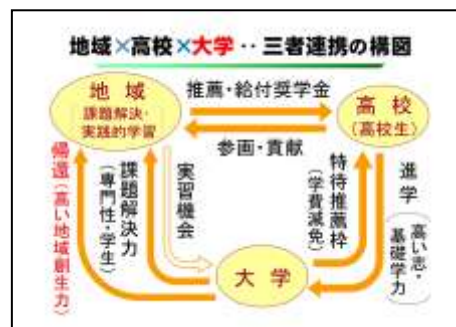 地域×高校×大学‥三者連携の構図
地域
課題解決・
実践的学習
推薦・給付奨学金
高校
(高校生)
参画・貢献
帰還(高い地域創生力)
課題解決力
(専門性・学生)
実習機会
特待推薦枠
(学費減免)
進学
高い志・
基礎学力
大学